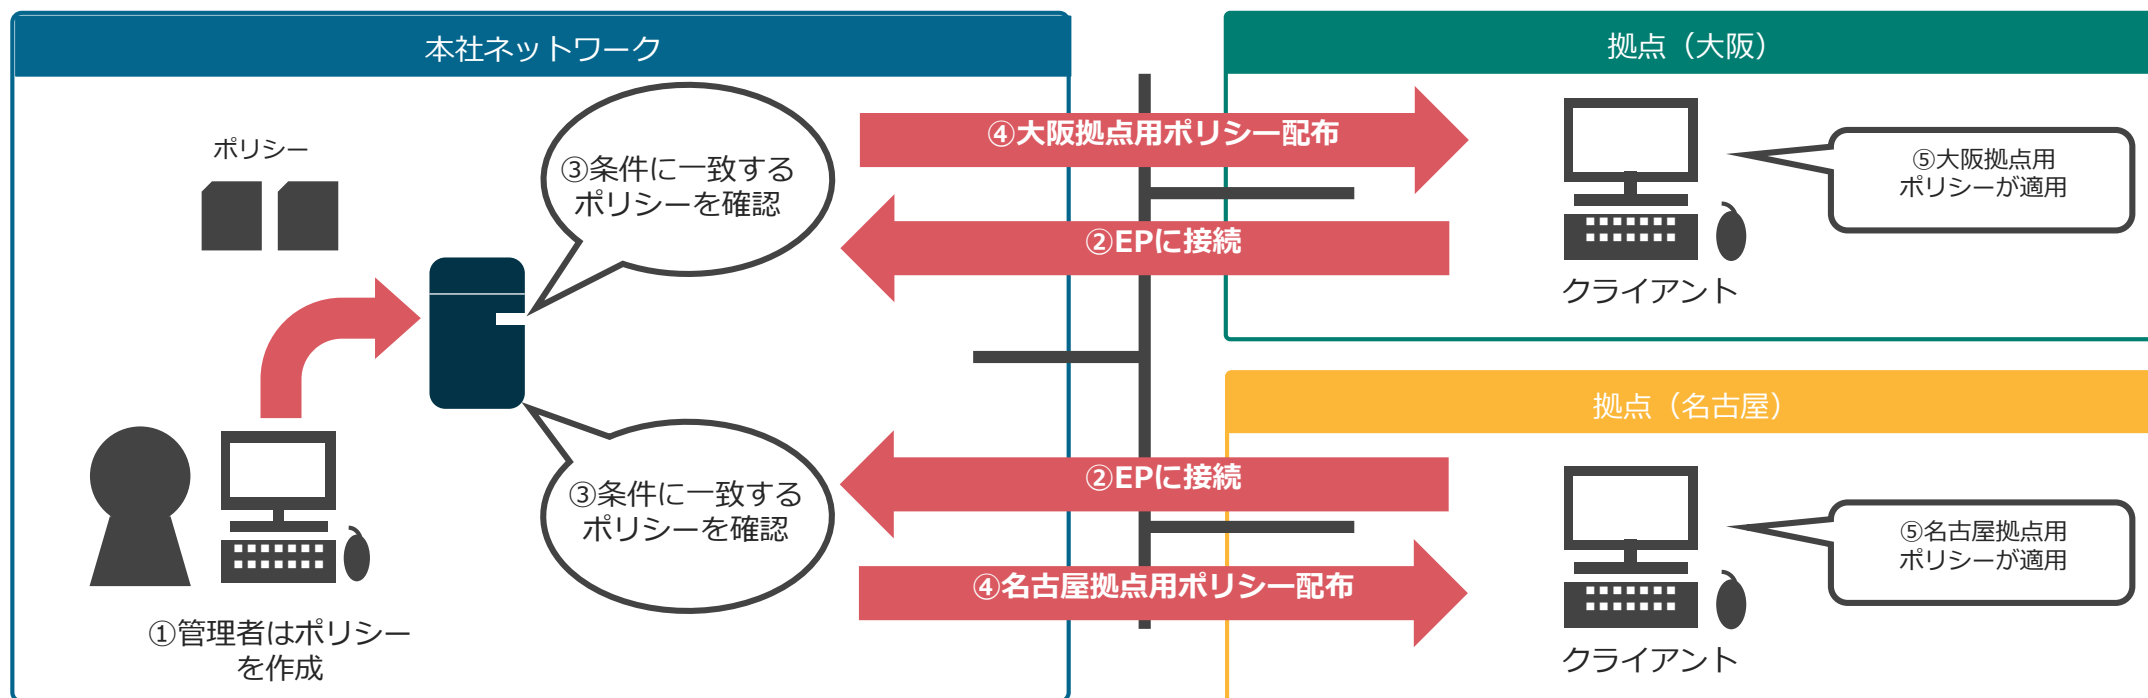 本社ネットワーク
ポリシー
③条件に一致する
ポリシーを確認
①管理者はポリシー
を作成
③条件に一致する
ポリシーを確認
④大阪拠点用ポリシー配布
②EPに接続
②EPに接続
④名古屋拠点用ポリシー配布
拠点（大阪）
⑤大阪拠点用
ポリシーが適用
クライアント
拠点（名古屋）
⑤名古屋拠点用
ポリシーが適用
クライアント